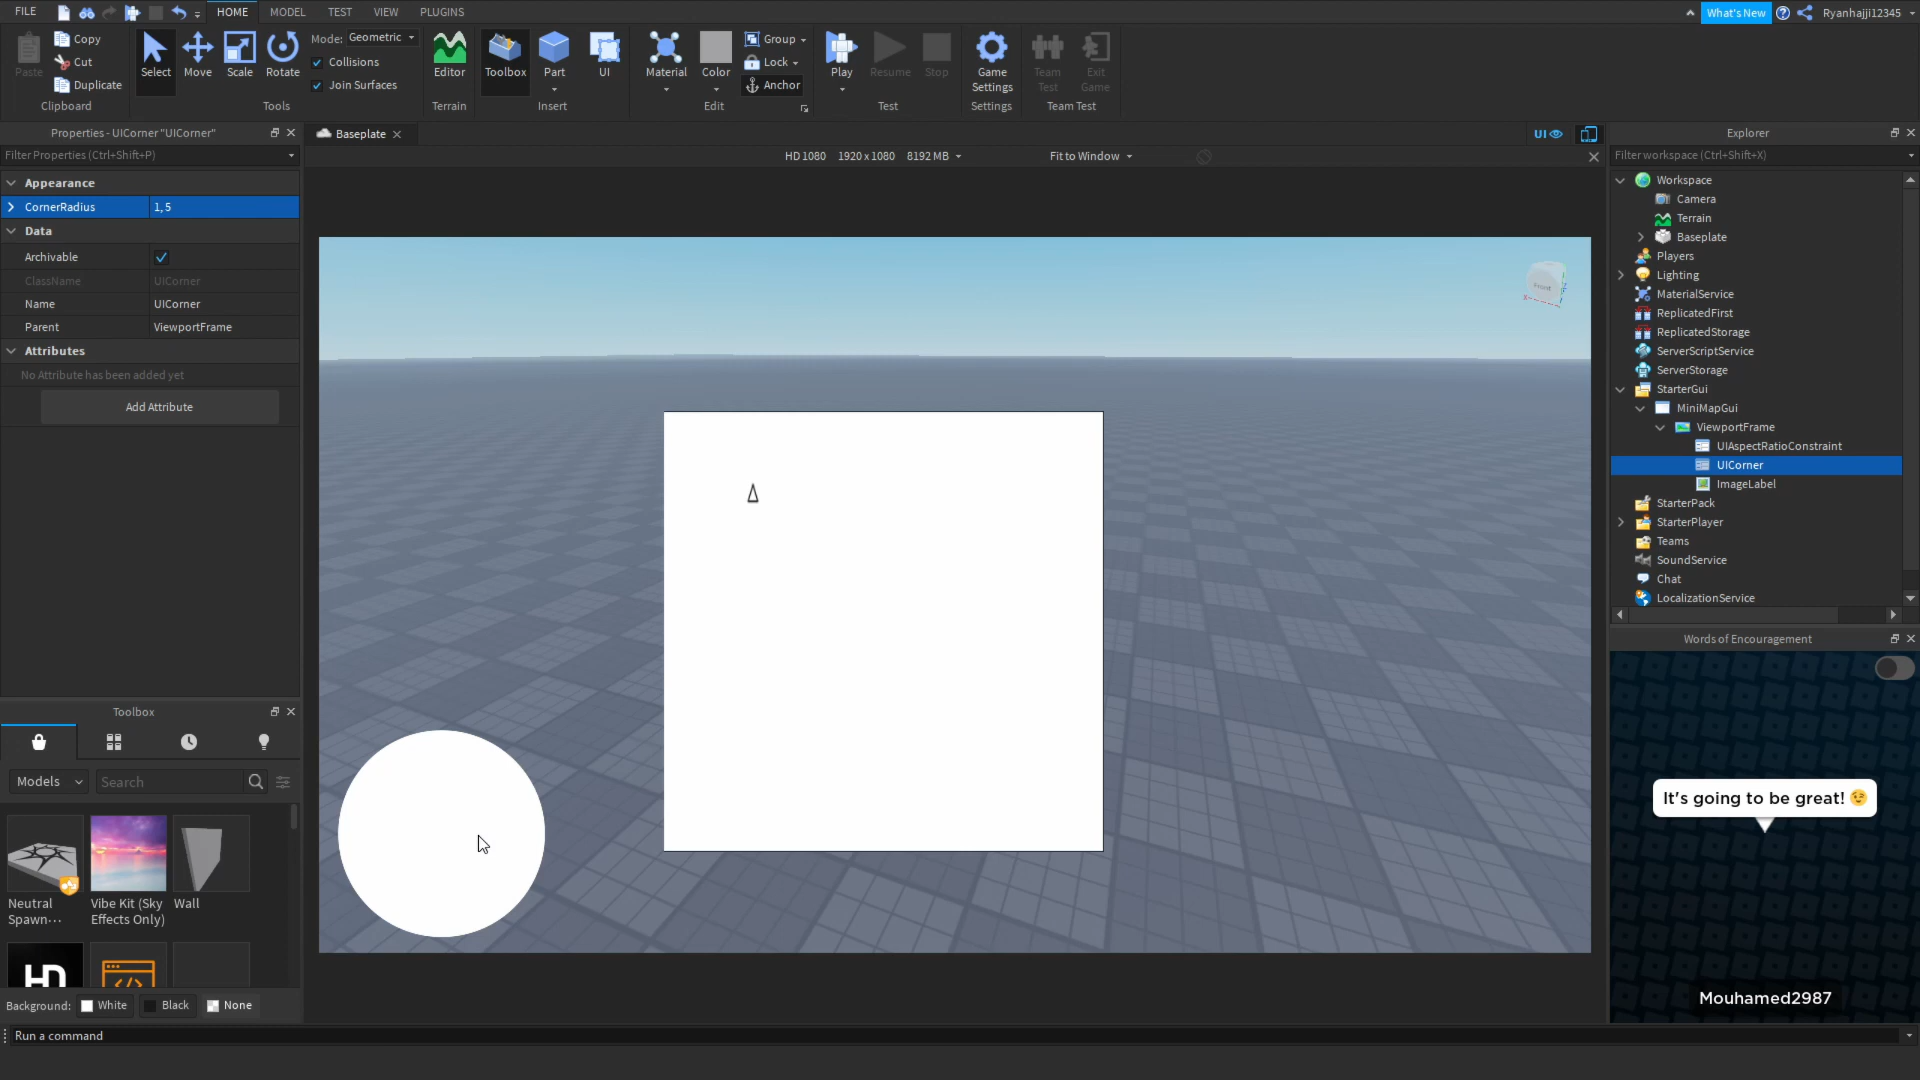 FILE
HOME
MODEL
TEST
VIEW
PLUGINS
What's New
Ryanhajji12345
Paste
Copy
Cut
Duplicate
Clipboard
Select
Move
Scale
Rotate
Mode: Geometric
Collisions
Join Surfaces
Tools
Editor
Terrain
Toolbox
Part
UI
Insert
Material
Color
Group
Lock
Anchor
Edit
Play
Resume
Stop
Test
Game
Settings
Settings
Team
Test
Exit
Game
Team Test
Properties - UICorner "UICorner"
Filter Properties (Ctrl+Shift+P)
Appearance
CornerRadius 1, 5
Data
Archivable
ClassName UICorner
Name UICorner
Parent ViewportFrame
Attributes
No Attribute has been added yet
Add Attribute
Toolbox
Models
Search
Neutral
Spawn···
Vibe Kit (Sky
Effects Only)
Wall
HD
</>
Background: White Black None
Run a command
Baseplate
UI
HD 1080 1920 x 1080 8192 MB
Fit to Window
Front
Explorer
Filter workspace (Ctrl+Shift+X)
Workspace
Camera
Terrain
Baseplate
Players
Lighting
MaterialService
ReplicatedFirst
ReplicatedStorage
ServerScriptService
ServerStorage
StarterGui
MiniMapGui
ViewportFrame
UIAspectRatioConstraint
UICorner
ImageLabel
StarterPack
StarterPlayer
Teams
SoundService
Chat
LocalizationService
Words of Encouragement
It's going to be great! 😉
Mouhamed2987